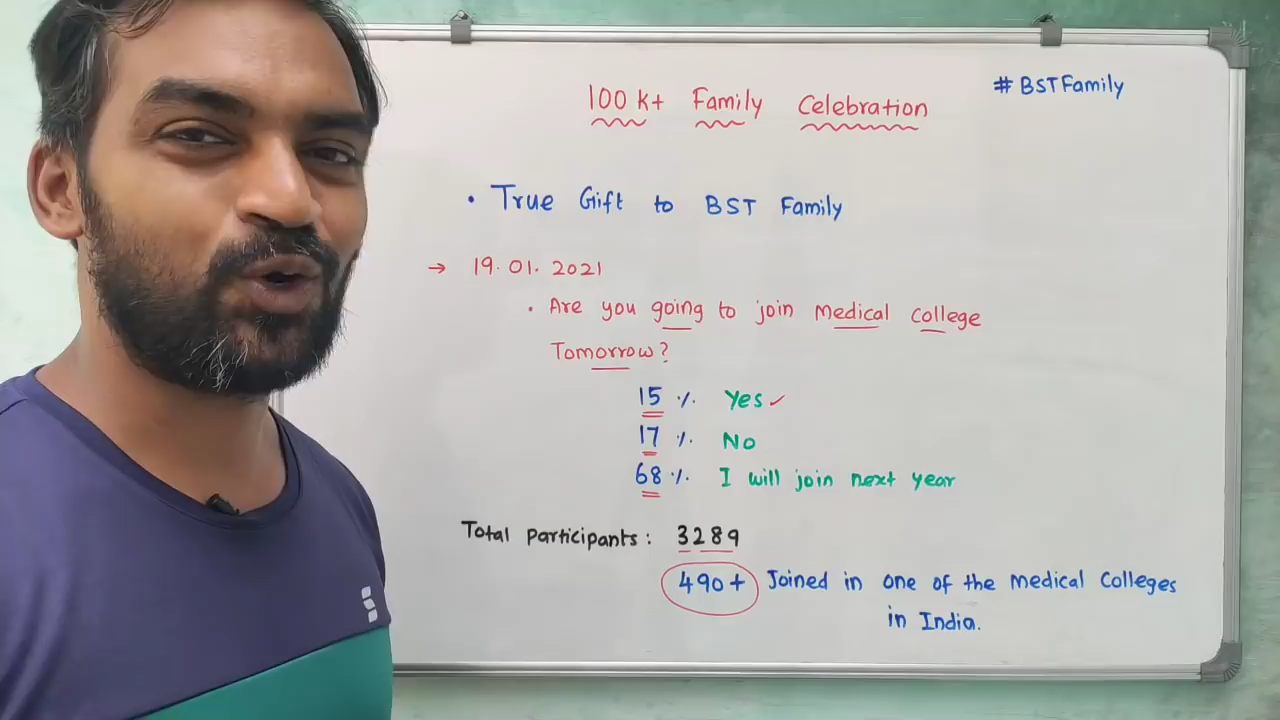 100 k+ Family Celebration
#BSTFamily
• True Gift to BST Family
→ 19.01.2021
• Are you going to join Medical College
Tomorrow?
15 % Yes ✓
17 % No
68 % I will join next year
Total participants: 3289
490+ Joined in one of the Medical Colleges
in India.